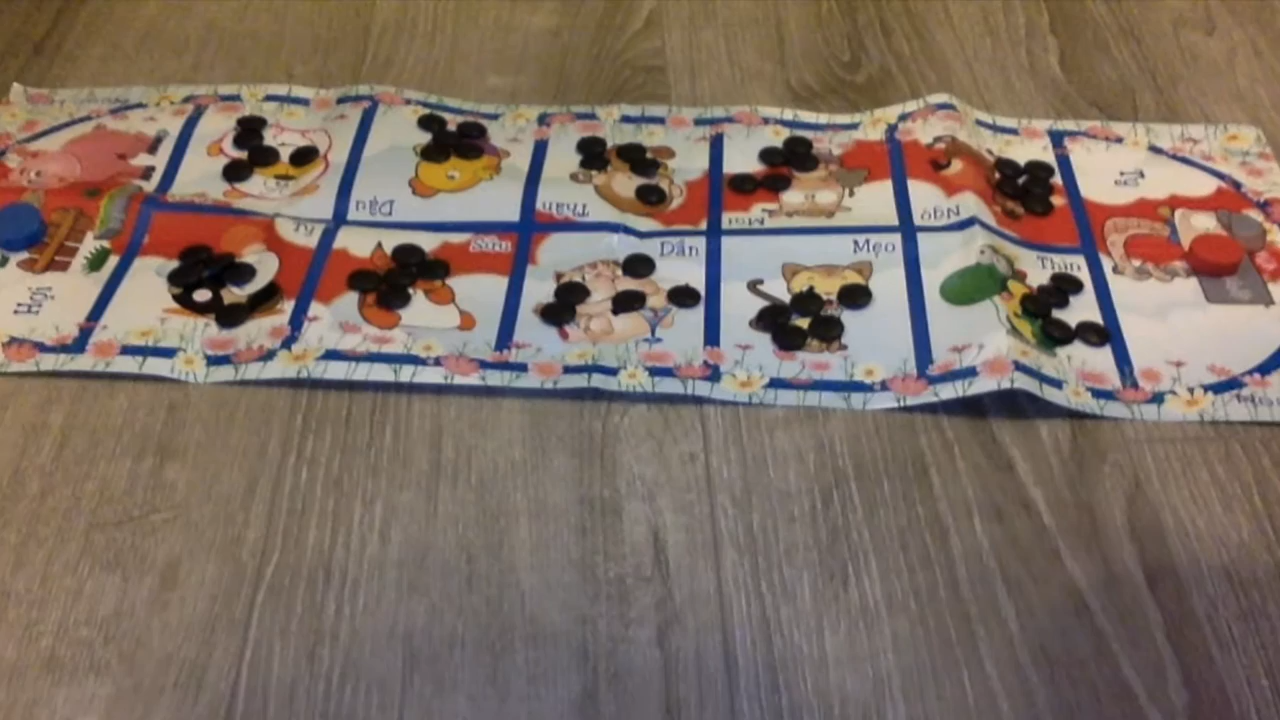 Dậu
Thân
Mùi
Ngọ
Tỵ
Hợi
Tý
Sửu
Dần
Mẹo
Thìn